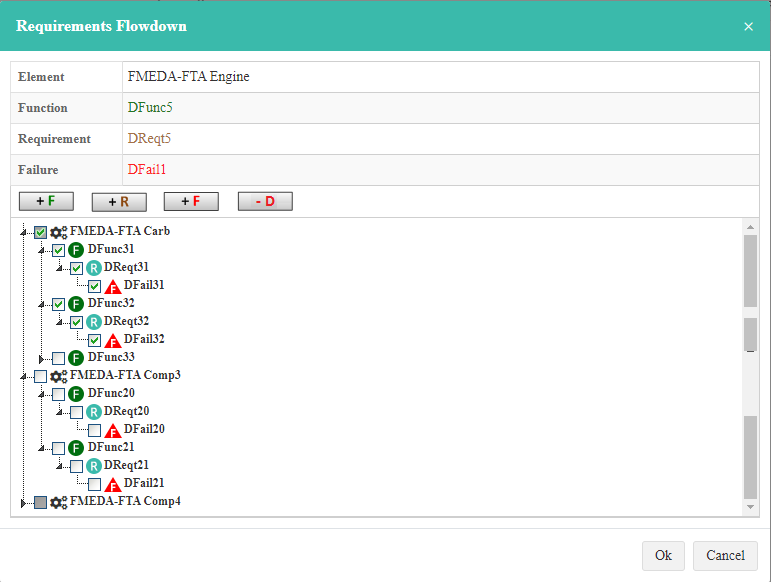 Requirements Flowdown ×
Element FMEDA-FTA Engine
Function DFunc5
Requirement DReqt5
Failure DFail1
+ F + R + F - D
FMEDA-FTA Carb
F DFunc31
R DReqt31
F DFail31
F DFunc32
R DReqt32
F DFail32
F DFunc33
FMEDA-FTA Comp3
F DFunc20
R DReqt20
F DFail20
F DFunc21
R DReqt21
F DFail21
FMEDA-FTA Comp4
Ok Cancel